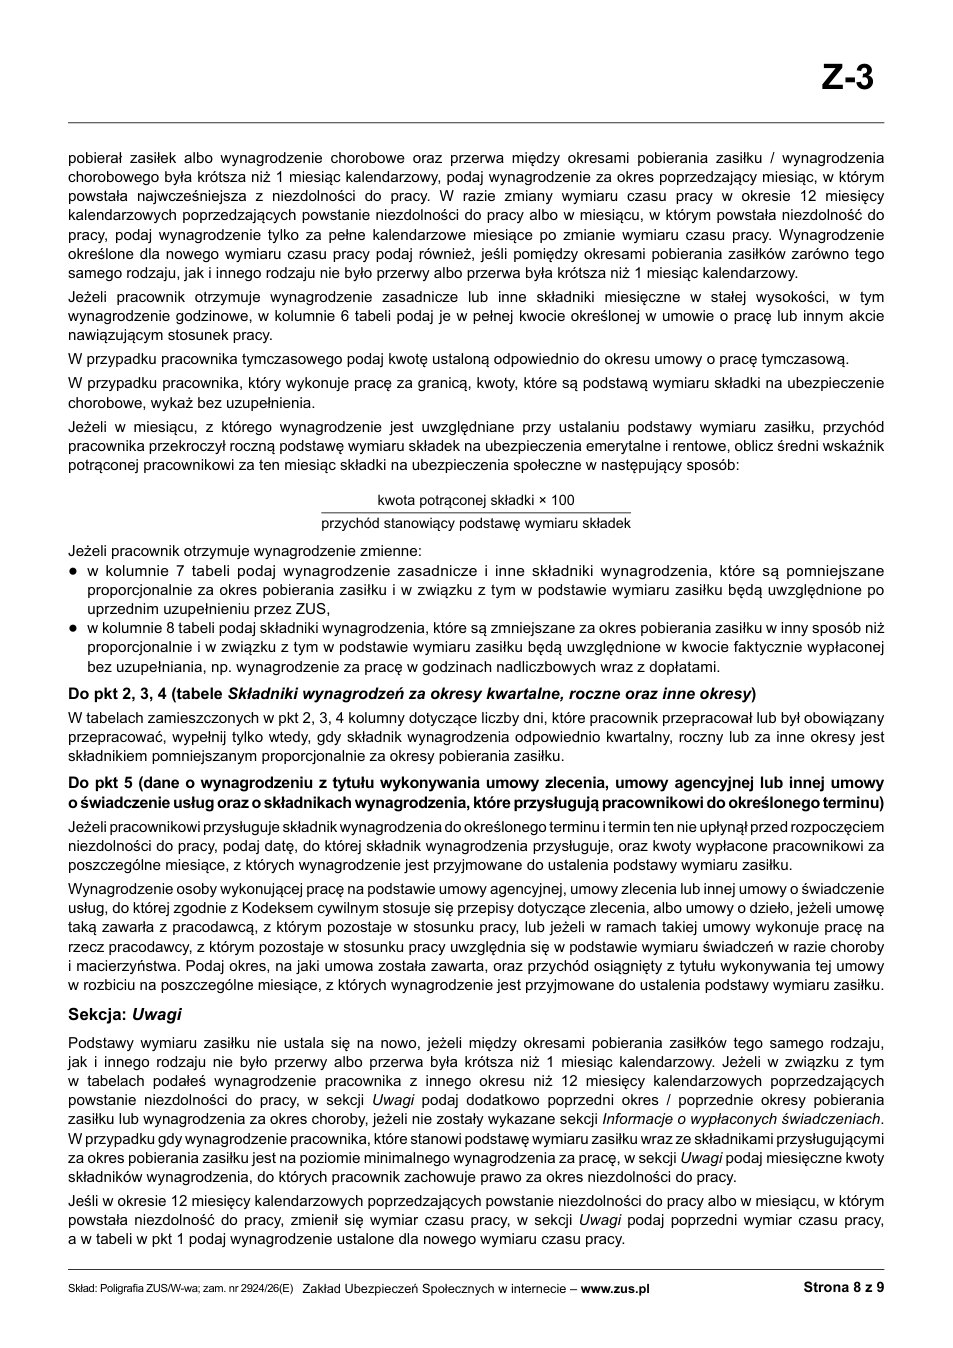 Z-3
pobierał zasiłek albo wynagrodzenie chorobowe oraz przerwa między okresami pobierania zasiłku / wynagrodzenia
chorobowego była krótsza niż 1 miesiąc kalendarzowy, podaj wynagrodzenie za okres poprzedzający miesiąc, w którym
powstała najwcześniejsza z niezdolności do pracy. W razie zmiany wymiaru czasu pracy w okresie 12 miesięcy
kalendarzowych poprzedzających powstanie niezdolności do pracy albo w miesiącu, w którym powstała niezdolność do
pracy, podaj wynagrodzenie tylko za pełne kalendarzowe miesiące po zmianie wymiaru czasu pracy. Wynagrodzenie
określone dla nowego wymiaru czasu pracy podaj również, jeśli pomiędzy okresami pobierania zasiłków zarówno tego
samego rodzaju, jak i innego rodzaju nie było przerwy albo przerwa była krótsza niż 1 miesiąc kalendarzowy.
Jeżeli pracownik otrzymuje wynagrodzenie zasadnicze lub inne składniki miesięczne w stałej wysokości, w tym
wynagrodzenie godzinowe, w kolumnie 6 tabeli podaj je w pełnej kwocie określonej w umowie o pracę lub innym akcie
nawiązującym stosunek pracy.
W przypadku pracownika tymczasowego podaj kwotę ustaloną odpowiednio do okresu umowy o pracę tymczasową.
W przypadku pracownika, który wykonuje pracę za granicą, kwoty, które są podstawą wymiaru składki na ubezpieczenie
chorobowe, wykaż bez uzupełnienia.
Jeżeli w miesiącu, z którego wynagrodzenie jest uwzględniane przy ustalaniu podstawy wymiaru zasiłku, przychód
pracownika przekroczył roczną podstawę wymiaru składek na ubezpieczenia emerytalne i rentowe, oblicz średni wskaźnik
potrąconej pracownikowi za ten miesiąc składki na ubezpieczenia społeczne w następujący sposób:
kwota potrąconej składki × 100
przychód stanowiący podstawę wymiaru składek
Jeżeli pracownik otrzymuje wynagrodzenie zmienne:
● w kolumnie 7 tabeli podaj wynagrodzenie zasadnicze i inne składniki wynagrodzenia, które są pomniejszane
proporcjonalnie za okres pobierania zasiłku i w związku z tym w podstawie wymiaru zasiłku będą uwzględnione po
uprzednim uzupełnieniu przez ZUS,
● w kolumnie 8 tabeli podaj składniki wynagrodzenia, które są zmniejszane za okres pobierania zasiłku w inny sposób niż
proporcjonalnie i w związku z tym w podstawie wymiaru zasiłku będą uwzględnione w kwocie faktycznie wypłaconej
bez uzupełniania, np. wynagrodzenie za pracę w godzinach nadliczbowych wraz z dopłatami.
Do pkt 2, 3, 4 (tabele Składniki wynagrodzeń za okresy kwartalne, roczne oraz inne okresy)
W tabelach zamieszczonych w pkt 2, 3, 4 kolumny dotyczące liczby dni, które pracownik przepracował lub był obowiązany
przepracować, wypełnij tylko wtedy, gdy składnik wynagrodzenia odpowiednio kwartalny, roczny lub za inne okresy jest
składnikiem pomniejszanym proporcjonalnie za okresy pobierania zasiłku.
Do pkt 5 (dane o wynagrodzeniu z tytułu wykonywania umowy zlecenia, umowy agencyjnej lub innej umowy
o świadczenie usług oraz o składnikach wynagrodzenia, które przysługują pracownikowi do określonego terminu)
Jeżeli pracownikowi przysługuje składnik wynagrodzenia do określonego terminu i termin ten nie upłynął przed rozpoczęciem
niezdolności do pracy, podaj datę, do której składnik wynagrodzenia przysługuje, oraz kwoty wypłacone pracownikowi za
poszczególne miesiące, z których wynagrodzenie jest przyjmowane do ustalenia podstawy wymiaru zasiłku.
Wynagrodzenie osoby wykonującej pracę na podstawie umowy agencyjnej, umowy zlecenia lub innej umowy o świadczenie
usług, do której zgodnie z Kodeksem cywilnym stosuje się przepisy dotyczące zlecenia, albo umowy o dzieło, jeżeli umowę
taką zawarła z pracodawcą, z którym pozostaje w stosunku pracy, lub jeżeli w ramach takiej umowy wykonuje pracę na
rzecz pracodawcy, z którym pozostaje w stosunku pracy uwzględnia się w podstawie wymiaru świadczeń w razie choroby
i macierzyństwa. Podaj okres, na jaki umowa została zawarta, oraz przychód osiągnięty z tytułu wykonywania tej umowy
w rozbiciu na poszczególne miesiące, z których wynagrodzenie jest przyjmowane do ustalenia podstawy wymiaru zasiłku.
Sekcja: Uwagi
Podstawy wymiaru zasiłku nie ustala się na nowo, jeżeli między okresami pobierania zasiłków tego samego rodzaju,
jak i innego rodzaju nie było przerwy albo przerwa była krótsza niż 1 miesiąc kalendarzowy. Jeżeli w związku z tym
w tabelach podałeś wynagrodzenie pracownika z innego okresu niż 12 miesięcy kalendarzowych poprzedzających
powstanie niezdolności do pracy, w sekcji Uwagi podaj dodatkowo poprzedni okres / poprzednie okresy pobierania
zasiłku lub wynagrodzenia za okres choroby, jeżeli nie zostały wykazane sekcji Informacje o wypłaconych świadczeniach.
W przypadku gdy wynagrodzenie pracownika, które stanowi podstawę wymiaru zasiłku wraz ze składnikami przysługującymi
za okres pobierania zasiłku jest na poziomie minimalnego wynagrodzenia za pracę, w sekcji Uwagi podaj miesięczne kwoty
składników wynagrodzenia, do których pracownik zachowuje prawo za okres niezdolności do pracy.
Jeśli w okresie 12 miesięcy kalendarzowych poprzedzających powstanie niezdolności do pracy albo w miesiącu, w którym
powstała niezdolność do pracy, zmienił się wymiar czasu pracy, w sekcji Uwagi podaj poprzedni wymiar czasu pracy,
a w tabeli w pkt 1 podaj wynagrodzenie ustalone dla nowego wymiaru czasu pracy.
Skład: Poligrafia ZUS/W-wa; zam. nr 2924/26(E) Zakład Ubezpieczeń Społecznych w internecie – www.zus.pl Strona 8 z 9